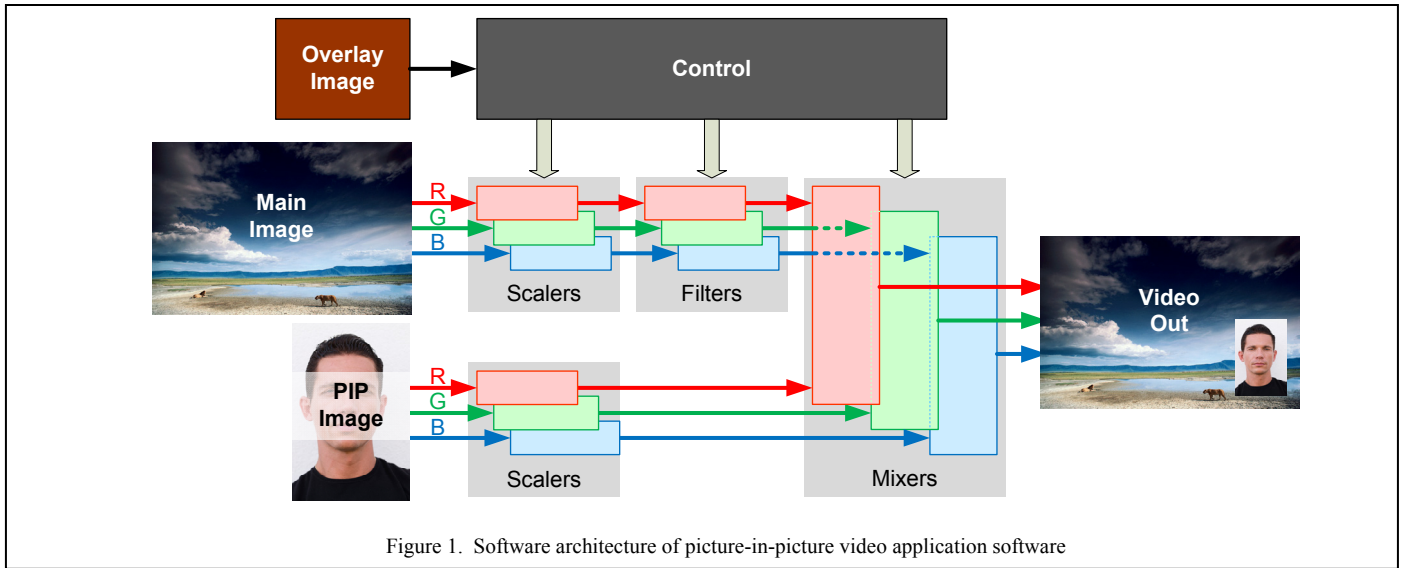 Overlay
Image
Control
Main
Image
R
G
B
Scalers
Filters
PIP
Image
R
G
B
Scalers
Mixers
Video
Out
Figure 1. Software architecture of picture-in-picture video application software